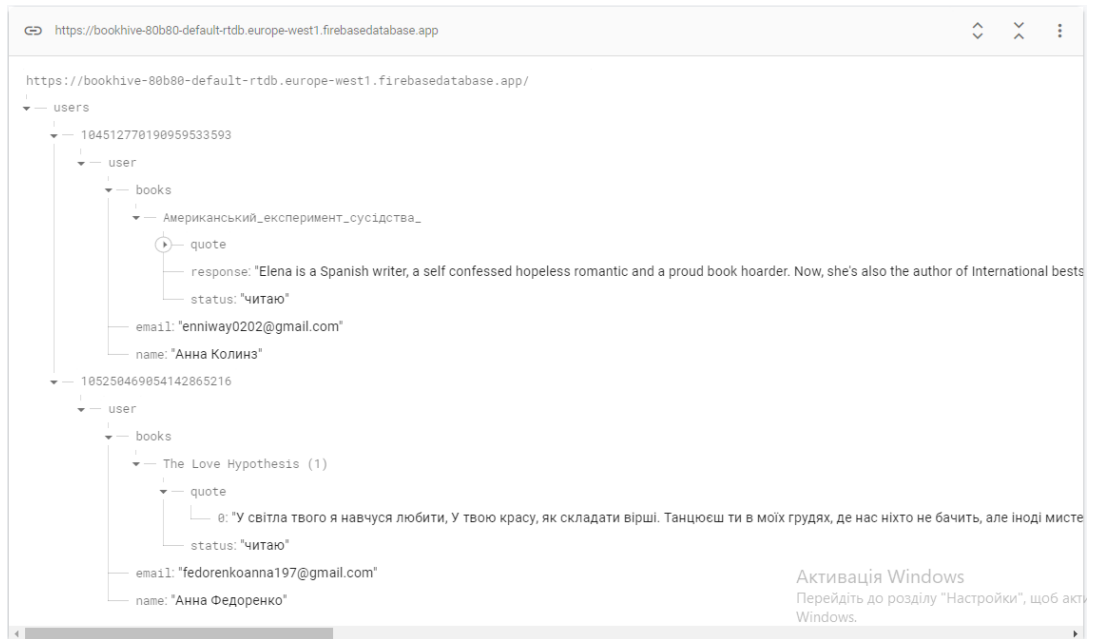 https://bookhive-80b80-default-rtdb.europe-west1.firebasedatabase.app
https://bookhive-80b80-default-rtdb.europe-west1.firebasedatabase.app/
users
104512770190959533593
user
books
Американський_експеримент_сусідства_
quote
response: "Elena is a Spanish writer, a self confessed hopeless romantic and a proud book hoarder. Now, she's also the author of International bests
status: "читаю"
email: "enniway0202@gmail.com"
name: "Анна Колинз"
105250469054142865216
user
books
The Love Hypothesis (1)
quote
0: "У світла твого я навчуся любити, У твою красу, як складати вірші. Танцюєш ти в моїх грудях, де нас ніхто не бачить, але іноді мисте
status: "читаю"
email: "fedorenkoanna197@gmail.com"
name: "Анна Федоренко"
Активація Windows
Перейдіть до розділу "Настройки", щоб акти
Windows.